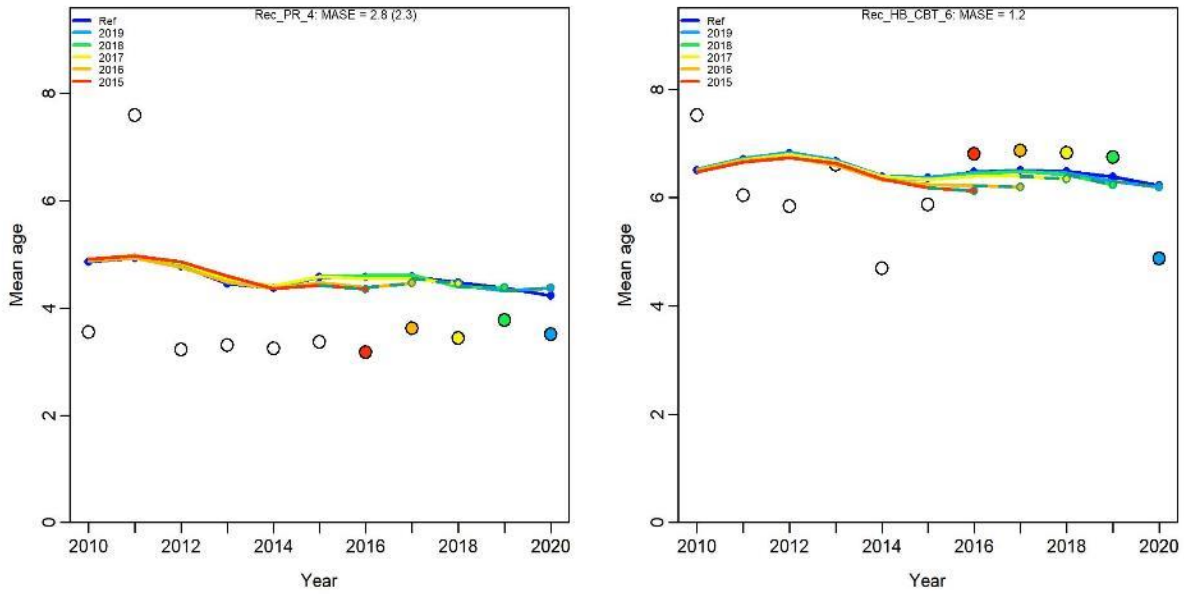 Rec_PR_4: MASE = 2.8 (2.3)
Ref
2019
2018
2017
2016
2015
Mean age
8
6
4
2
0
2010 2012 2014 2016 2018 2020
Year
Rec_HB_CBT_6: MASE = 1.2
Ref
2019
2018
2017
2016
2015
Mean age
8
6
4
2
0
2010 2012 2014 2016 2018 2020
Year